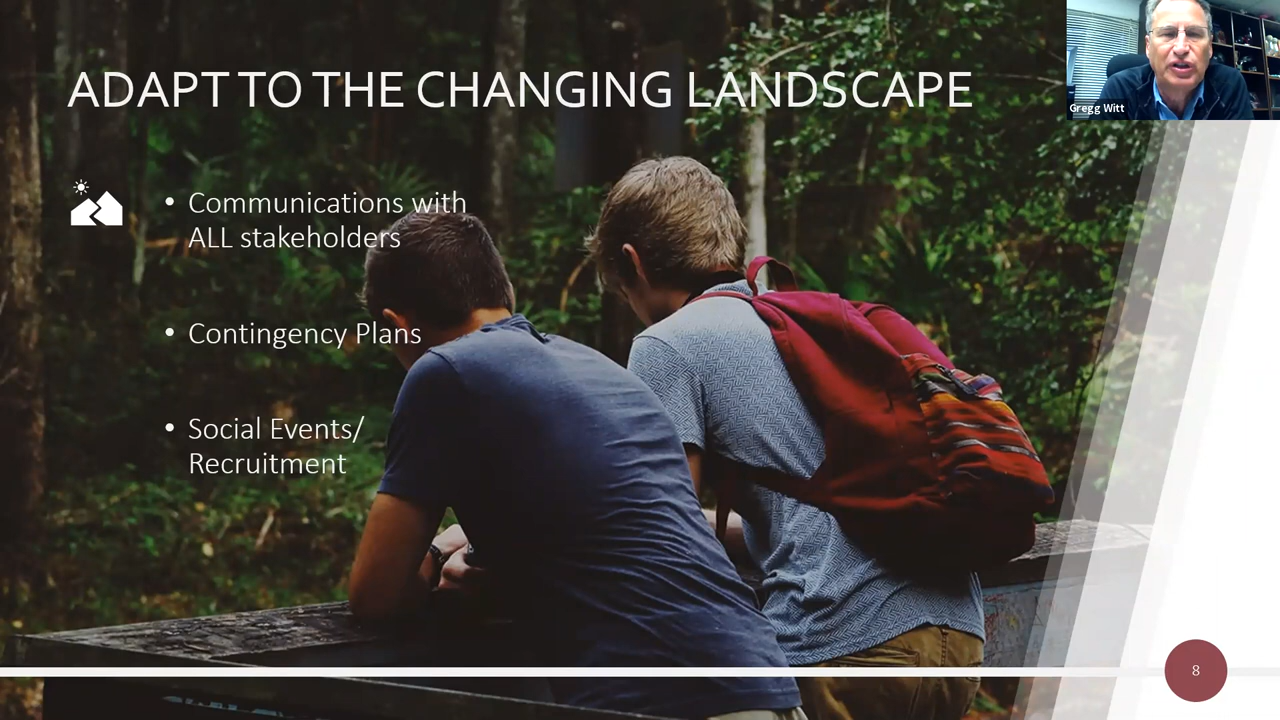 ADAPT TO THE CHANGING LANDSCAPE
Gregg Witt
• Communications with
ALL stakeholders
• Contingency Plans
• Social Events/
Recruitment
8